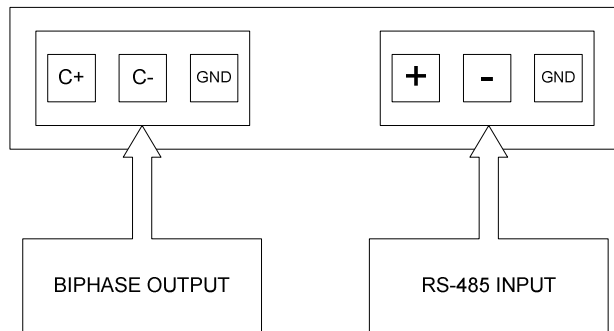 C+ C- GND + - GND
BIPHASE OUTPUT RS-485 INPUT